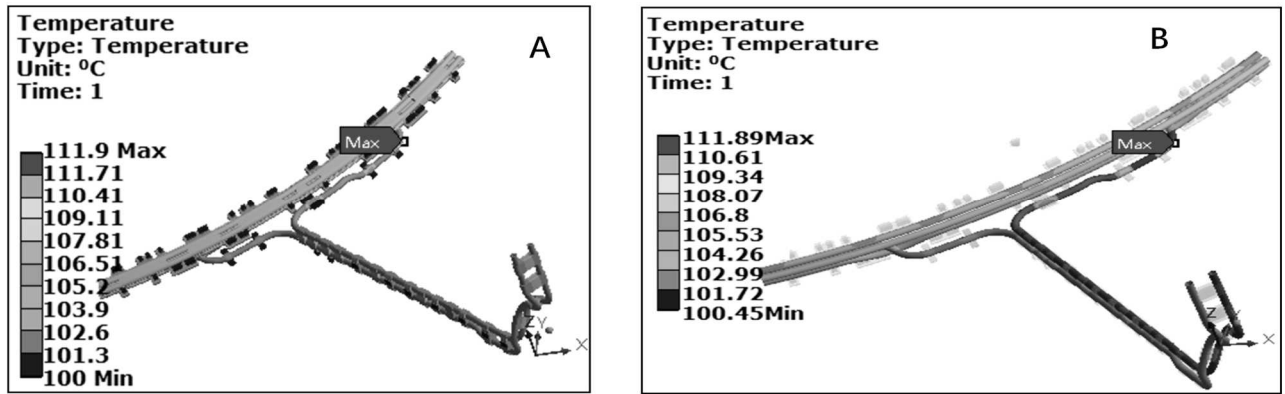 Temperature
Type: Temperature
Unit: ⁰C
Time: 1
A
Max
111.9 Max
111.71
110.41
109.11
107.81
106.51
105.2
103.9
102.6
101.3
100 Min
Z
Y
X
Temperature
Type: Temperature
Unit: ⁰C
Time: 1
B
Max
111.89Max
110.61
109.34
108.07
106.8
105.53
104.26
102.99
101.72
100.45Min
Z
X